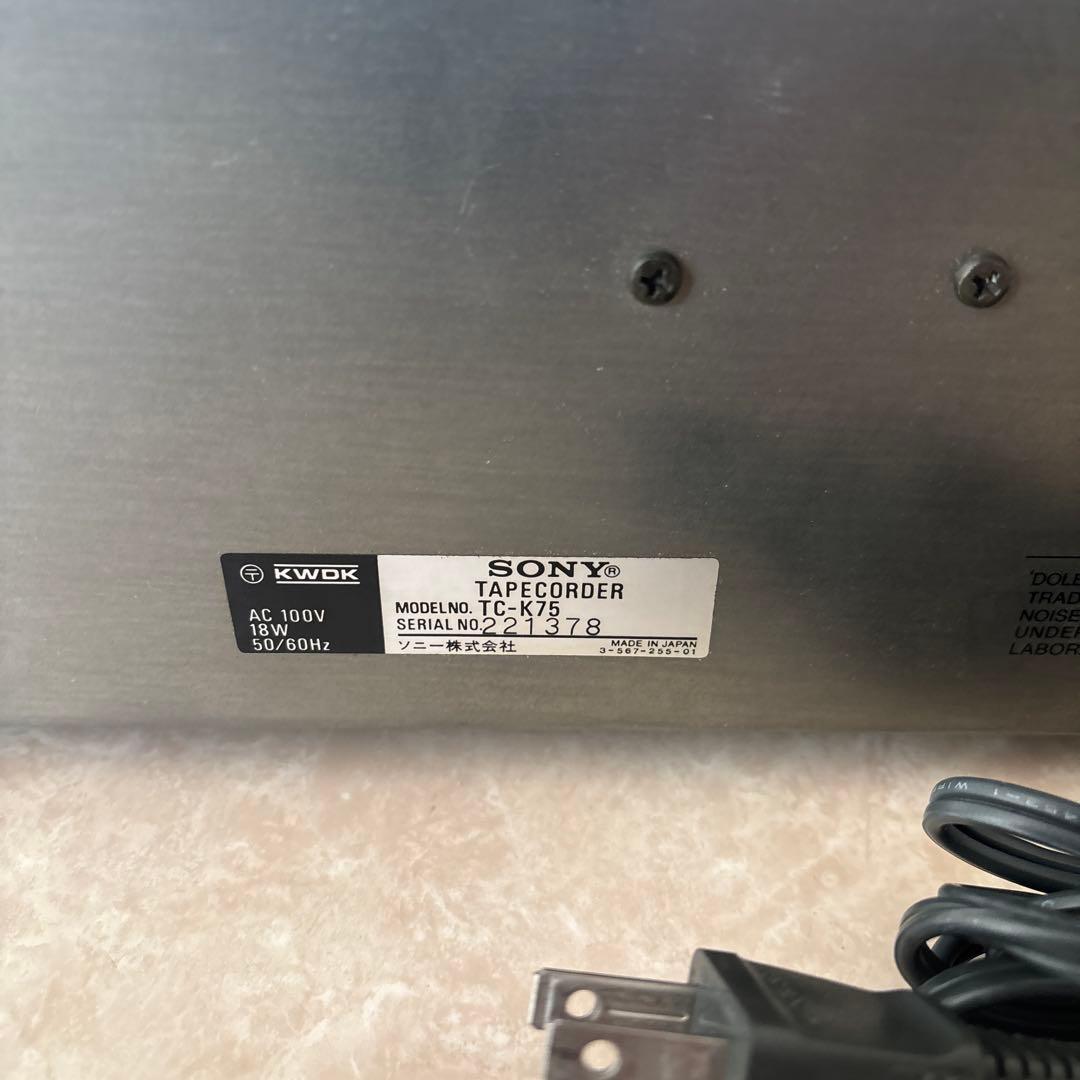 〒 KWDK
AC 100V
18W
50/60Hz
SONY®
TAPECORDER
MODEL NO. TC-K75
SERIAL NO. 221378
ソニー株式会社
MADE IN JAPAN
3-567-255-01
'DOLB
TRAD
NOISE
UNDER
LABOR